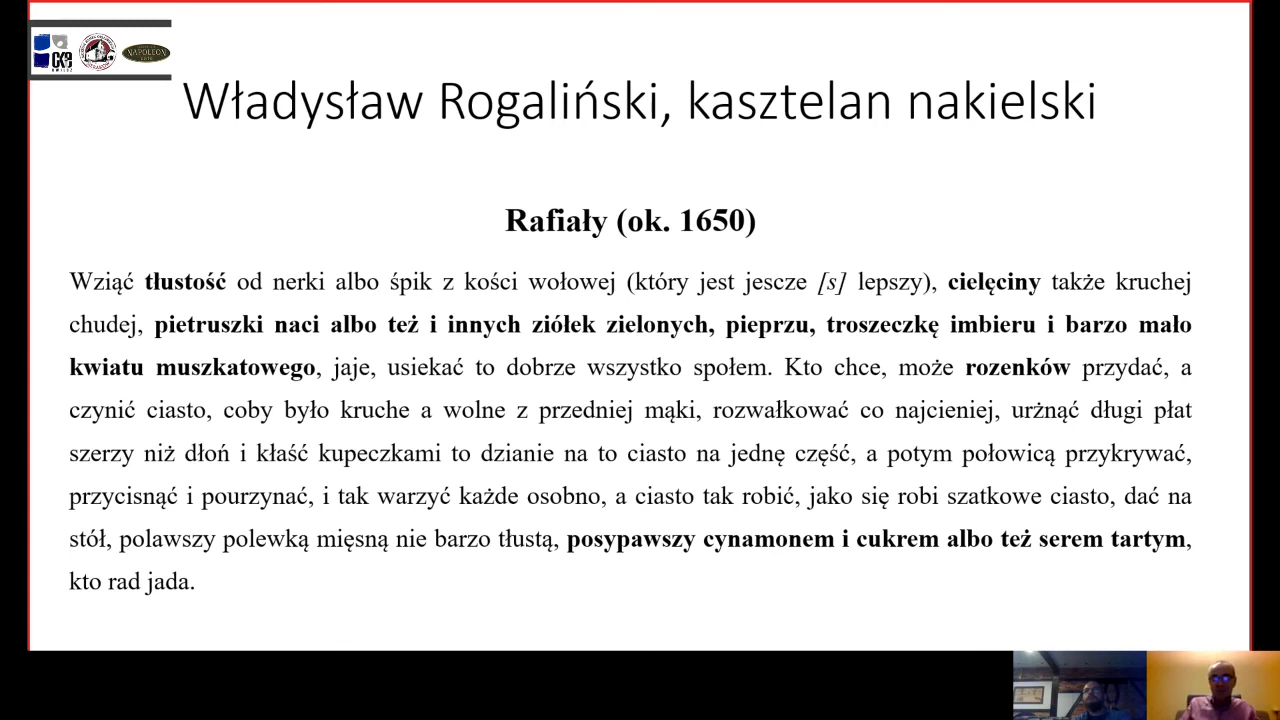 CK2
NAPOLEON
Władysław Rogaliński, kasztelan nakielski
Rafiały (ok. 1650)
Wziąć tłustość od nerki albo śpik z kości wołowej (który jest jescze [s] lepszy), cielęciny także kruchej
chudej, pietruszki naci albo też i innych ziółek zielonych, pieprzu, troszeczkę imbieru i barzo mało
kwiatu muszkatowego, jaje, usiekać to dobrze wszystko społem. Kto chce, może rozenków przydać, a
czynić ciasto, coby było kruche a wolne z przedniej mąki, rozwałkować co najcieniej, urżnąć długi płat
szerzy niż dłoń i kłaść kupeczkami to dzianie na to ciasto na jednę część, a potym połowicą przykrywać,
przycisnąć i pourzynać, i tak warzyć każde osobno, a ciasto tak robić, jako się robi szatkowe ciasto, dać na
stół, polawszy polewką mięsną nie barzo tłustą, posypawszy cynamonem i cukrem albo też serem tartym,
kto rad jada.